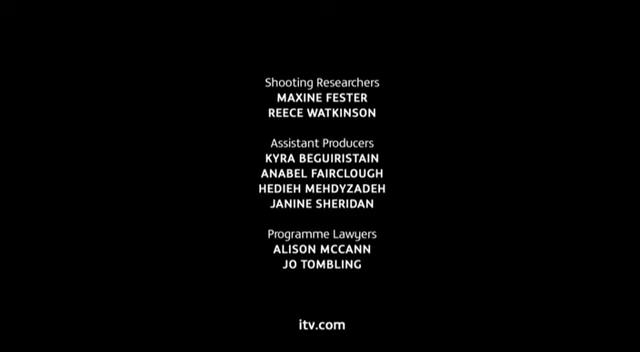 Shooting Researchers
MAXINE FESTER
REECE WATKINSON
Assistant Producers
KYRA BEGUIRISTAIN
ANABEL FAIRCLOUGH
HEDIEH MEHDYZADEH
JANINE SHERIDAN
Programme Lawyers
ALISON MCCANN
JO TOMBLING
itv.com